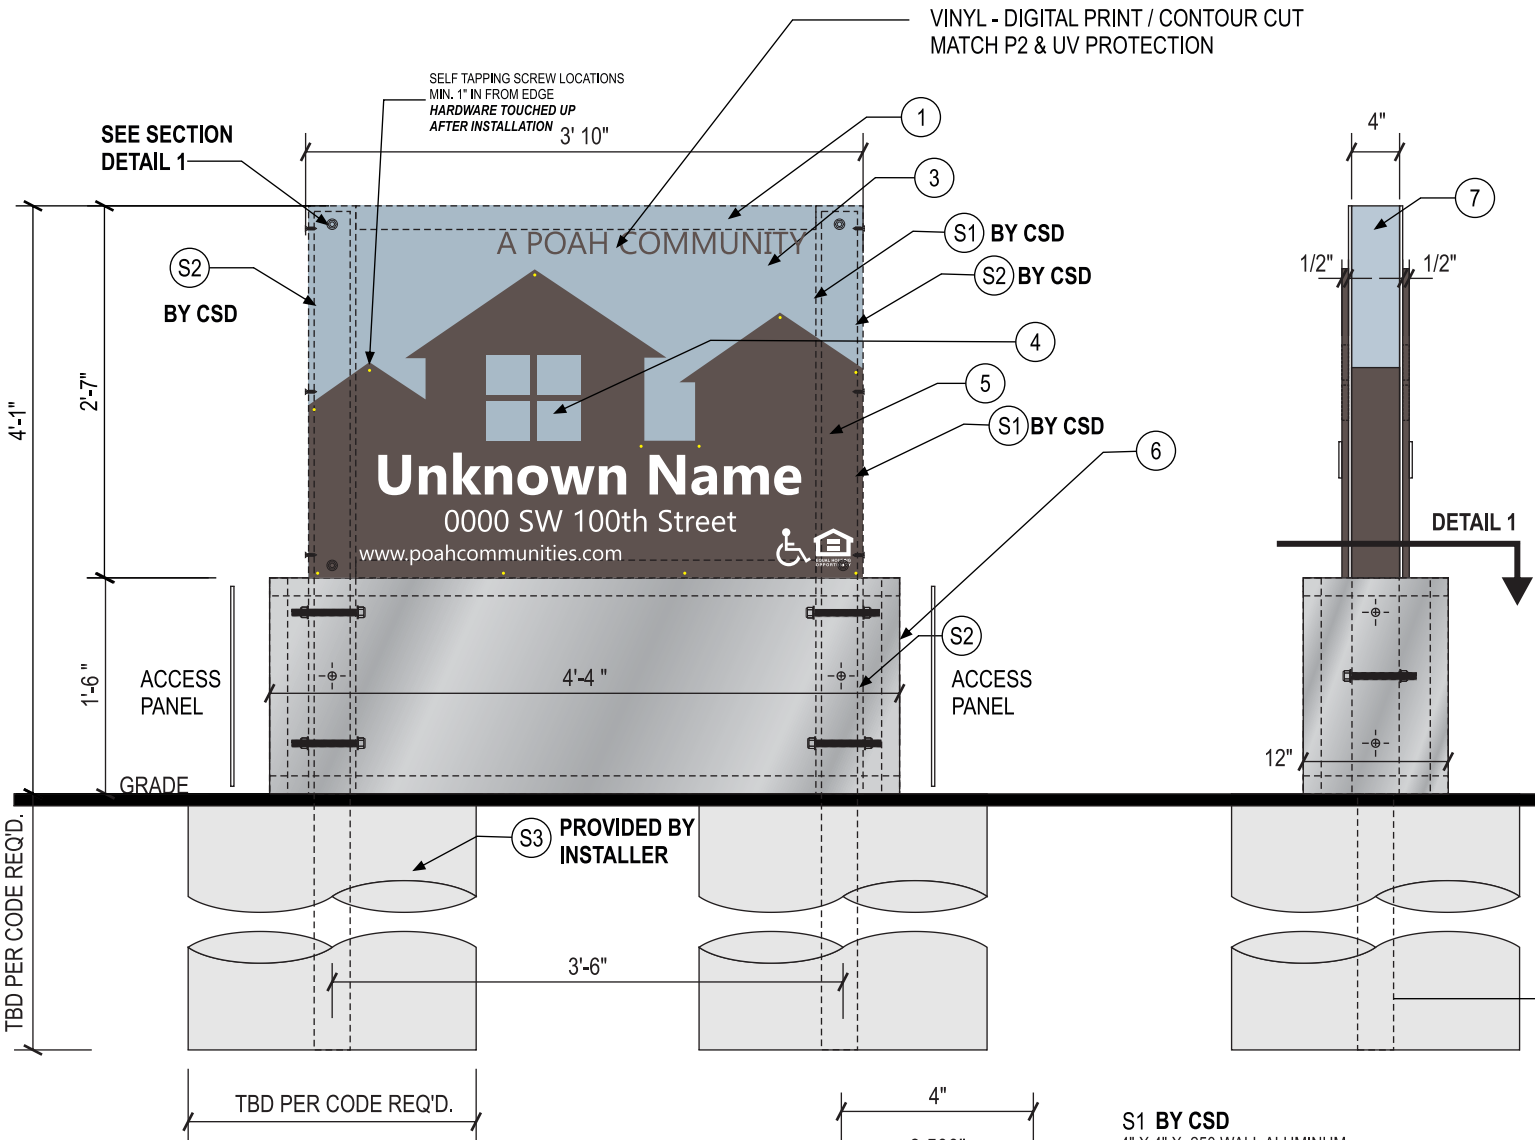 VINYL - DIGITAL PRINT / CONTOUR CUT
MATCH P2 & UV PROTECTION
SELF TAPPING SCREW LOCATIONS
MIN. 1" IN FROM EDGE
HARDWARE TOUCHED UP
AFTER INSTALLATION
SEE SECTION
DETAIL 1
3' 10"
1
3
S1 BY CSD
S2 BY CSD
S2
BY CSD
A POAH COMMUNITY
4
5
S1 BY CSD
6
4'-1"
2'-7"
Unknown Name
0000 SW 100th Street
www.poahcommunities.com
EQUAL HOUSING
OPPORTUNITY
4"
7
1/2"
1/2"
DETAIL 1
1'-6 "
ACCESS
PANEL
4'-4 "
S2
ACCESS
PANEL
12"
GRADE
S3
PROVIDED BY
INSTALLER
TBD PER CODE REQ'D.
3'-6"
TBD PER CODE REQ'D.
4"
S1 BY CSD